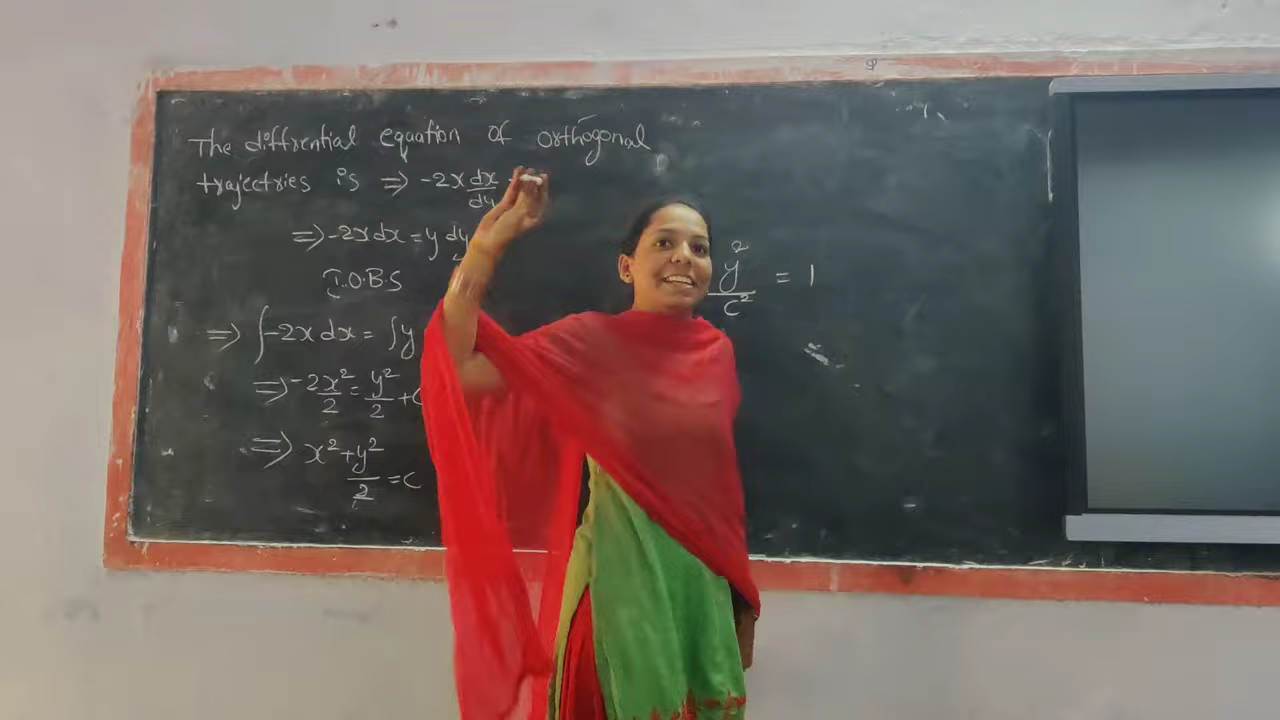 The diffrential equation of orthogonal
trajectries is ⇒ -2x dx/dy
⇒ -2x dx = y dy
I.O.B.S
⇒ ∫-2x dx = ∫y
⇒ -2x²/2 = y²/2 + C
⇒ x² + y²/2 = C
y²/c² = 1